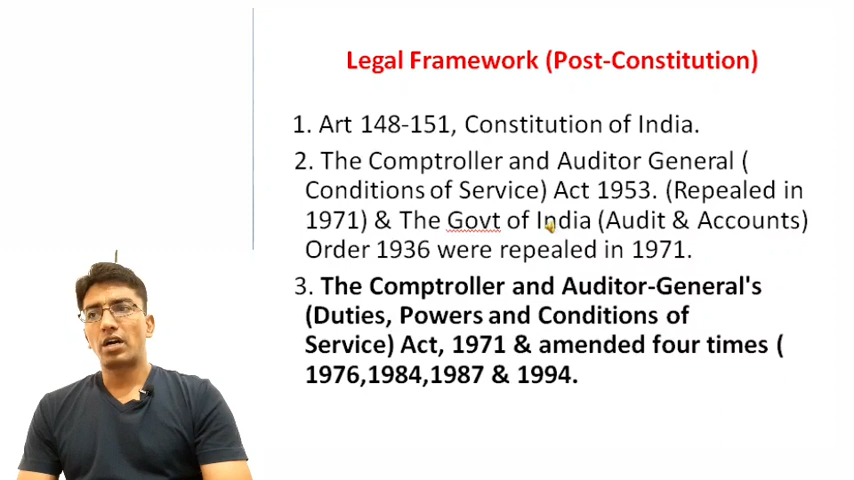 Legal Framework (Post-Constitution)
1. Art 148-151, Constitution of India.
2. The Comptroller and Auditor General (
Conditions of Service) Act 1953. (Repealed in
1971) & The Govt of India (Audit & Accounts)
Order 1936 were repealed in 1971.
3. The Comptroller and Auditor-General's
(Duties, Powers and Conditions of
Service) Act, 1971 & amended four times (
1976,1984,1987 & 1994.